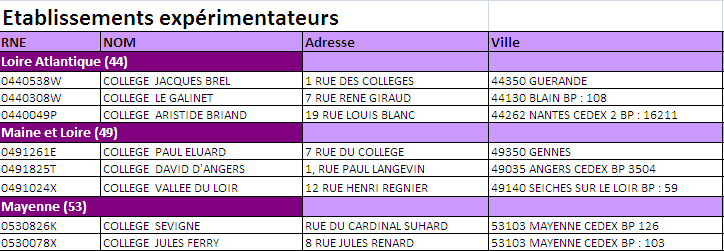 Etablissements expérimentateurs
RNE NOM Adresse Ville
Loire Atlantique (44)
0440538W COLLEGE JACQUES BREL 1 RUE DES COLLEGES 44350 GUERANDE
0440308W COLLEGE LE GALINET 7 RUE RENE GIRAUD 44130 BLAIN BP : 108
0440049P COLLEGE ARISTIDE BRIAND 19 RUE LOUIS BLANC 44262 NANTES CEDEX 2 BP : 16211
Maine et Loire (49)
0491261E COLLEGE PAUL ELUARD 7 RUE DU COLLEGE 49350 GENNES
0491825T COLLEGE DAVID D'ANGERS 1, RUE PAUL LANGEVIN 49035 ANGERS CEDEX BP 3504
0491024X COLLEGE VALLEE DU LOIR 12 RUE HENRI REGNIER 49140 SEICHES SUR LE LOIR BP : 59
Mayenne (53)
0530826K COLLEGE SEVIGNE RUE DU CARDINAL SUHARD 53103 MAYENNE CEDEX BP 126
0530078X COLLEGE JULES FERRY 8 RUE JULES RENARD 53103 MAYENNE CEDEX BP : 103